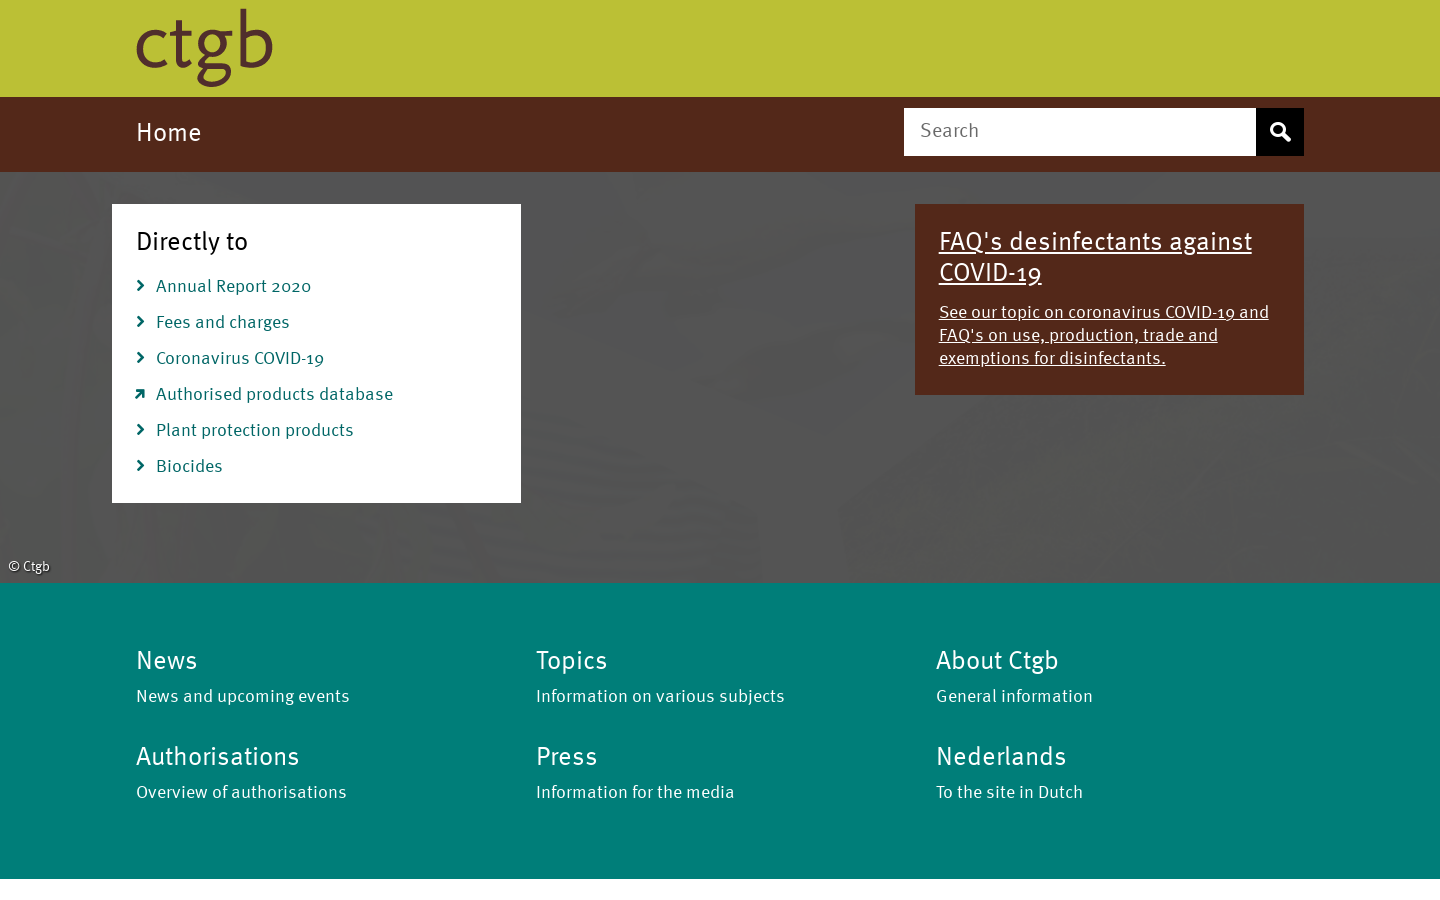 ctgb
Home
Search
Directly to
Annual Report 2020
Fees and charges
Coronavirus COVID-19
Authorised products database
Plant protection products
Biocides
FAQ's desinfectants against
COVID-19
See our topic on coronavirus COVID-19 and
FAQ's on use, production, trade and
exemptions for disinfectants.
© Ctgb
News
News and upcoming events
Topics
Information on various subjects
About Ctgb
General information
Authorisations
Overview of authorisations
Press
Information for the media
Nederlands
To the site in Dutch